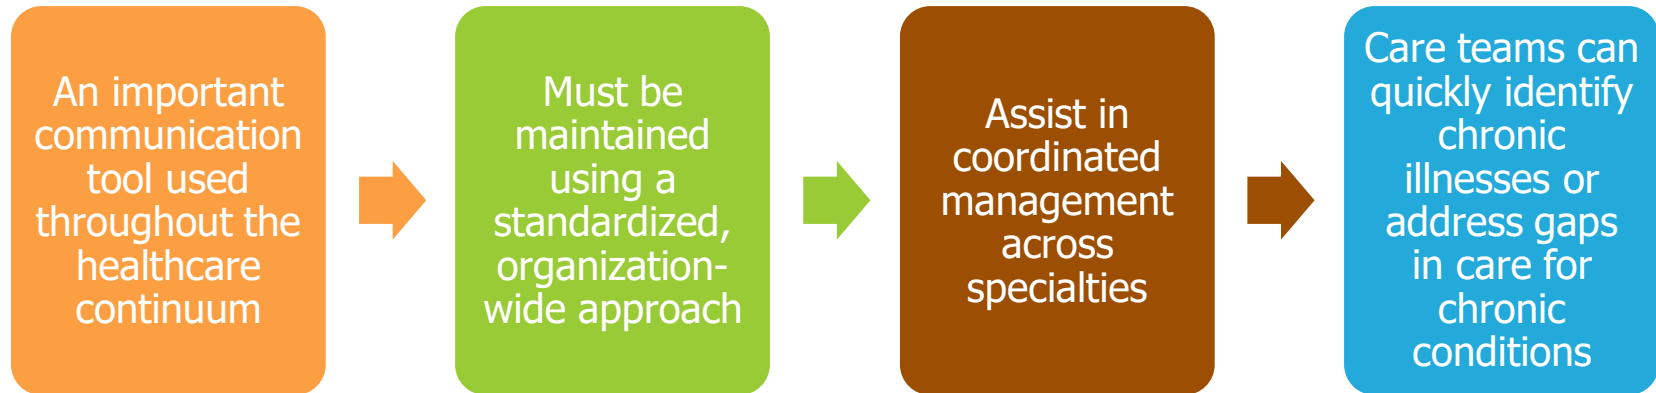 An important
communication
tool used
throughout the
healthcare
continuum
Must be
maintained
using a
standardized,
organization-
wide approach
Assist in
coordinated
management
across
specialties
Care teams can
quickly identify
chronic
illnesses or
address gaps
in care for
chronic
conditions